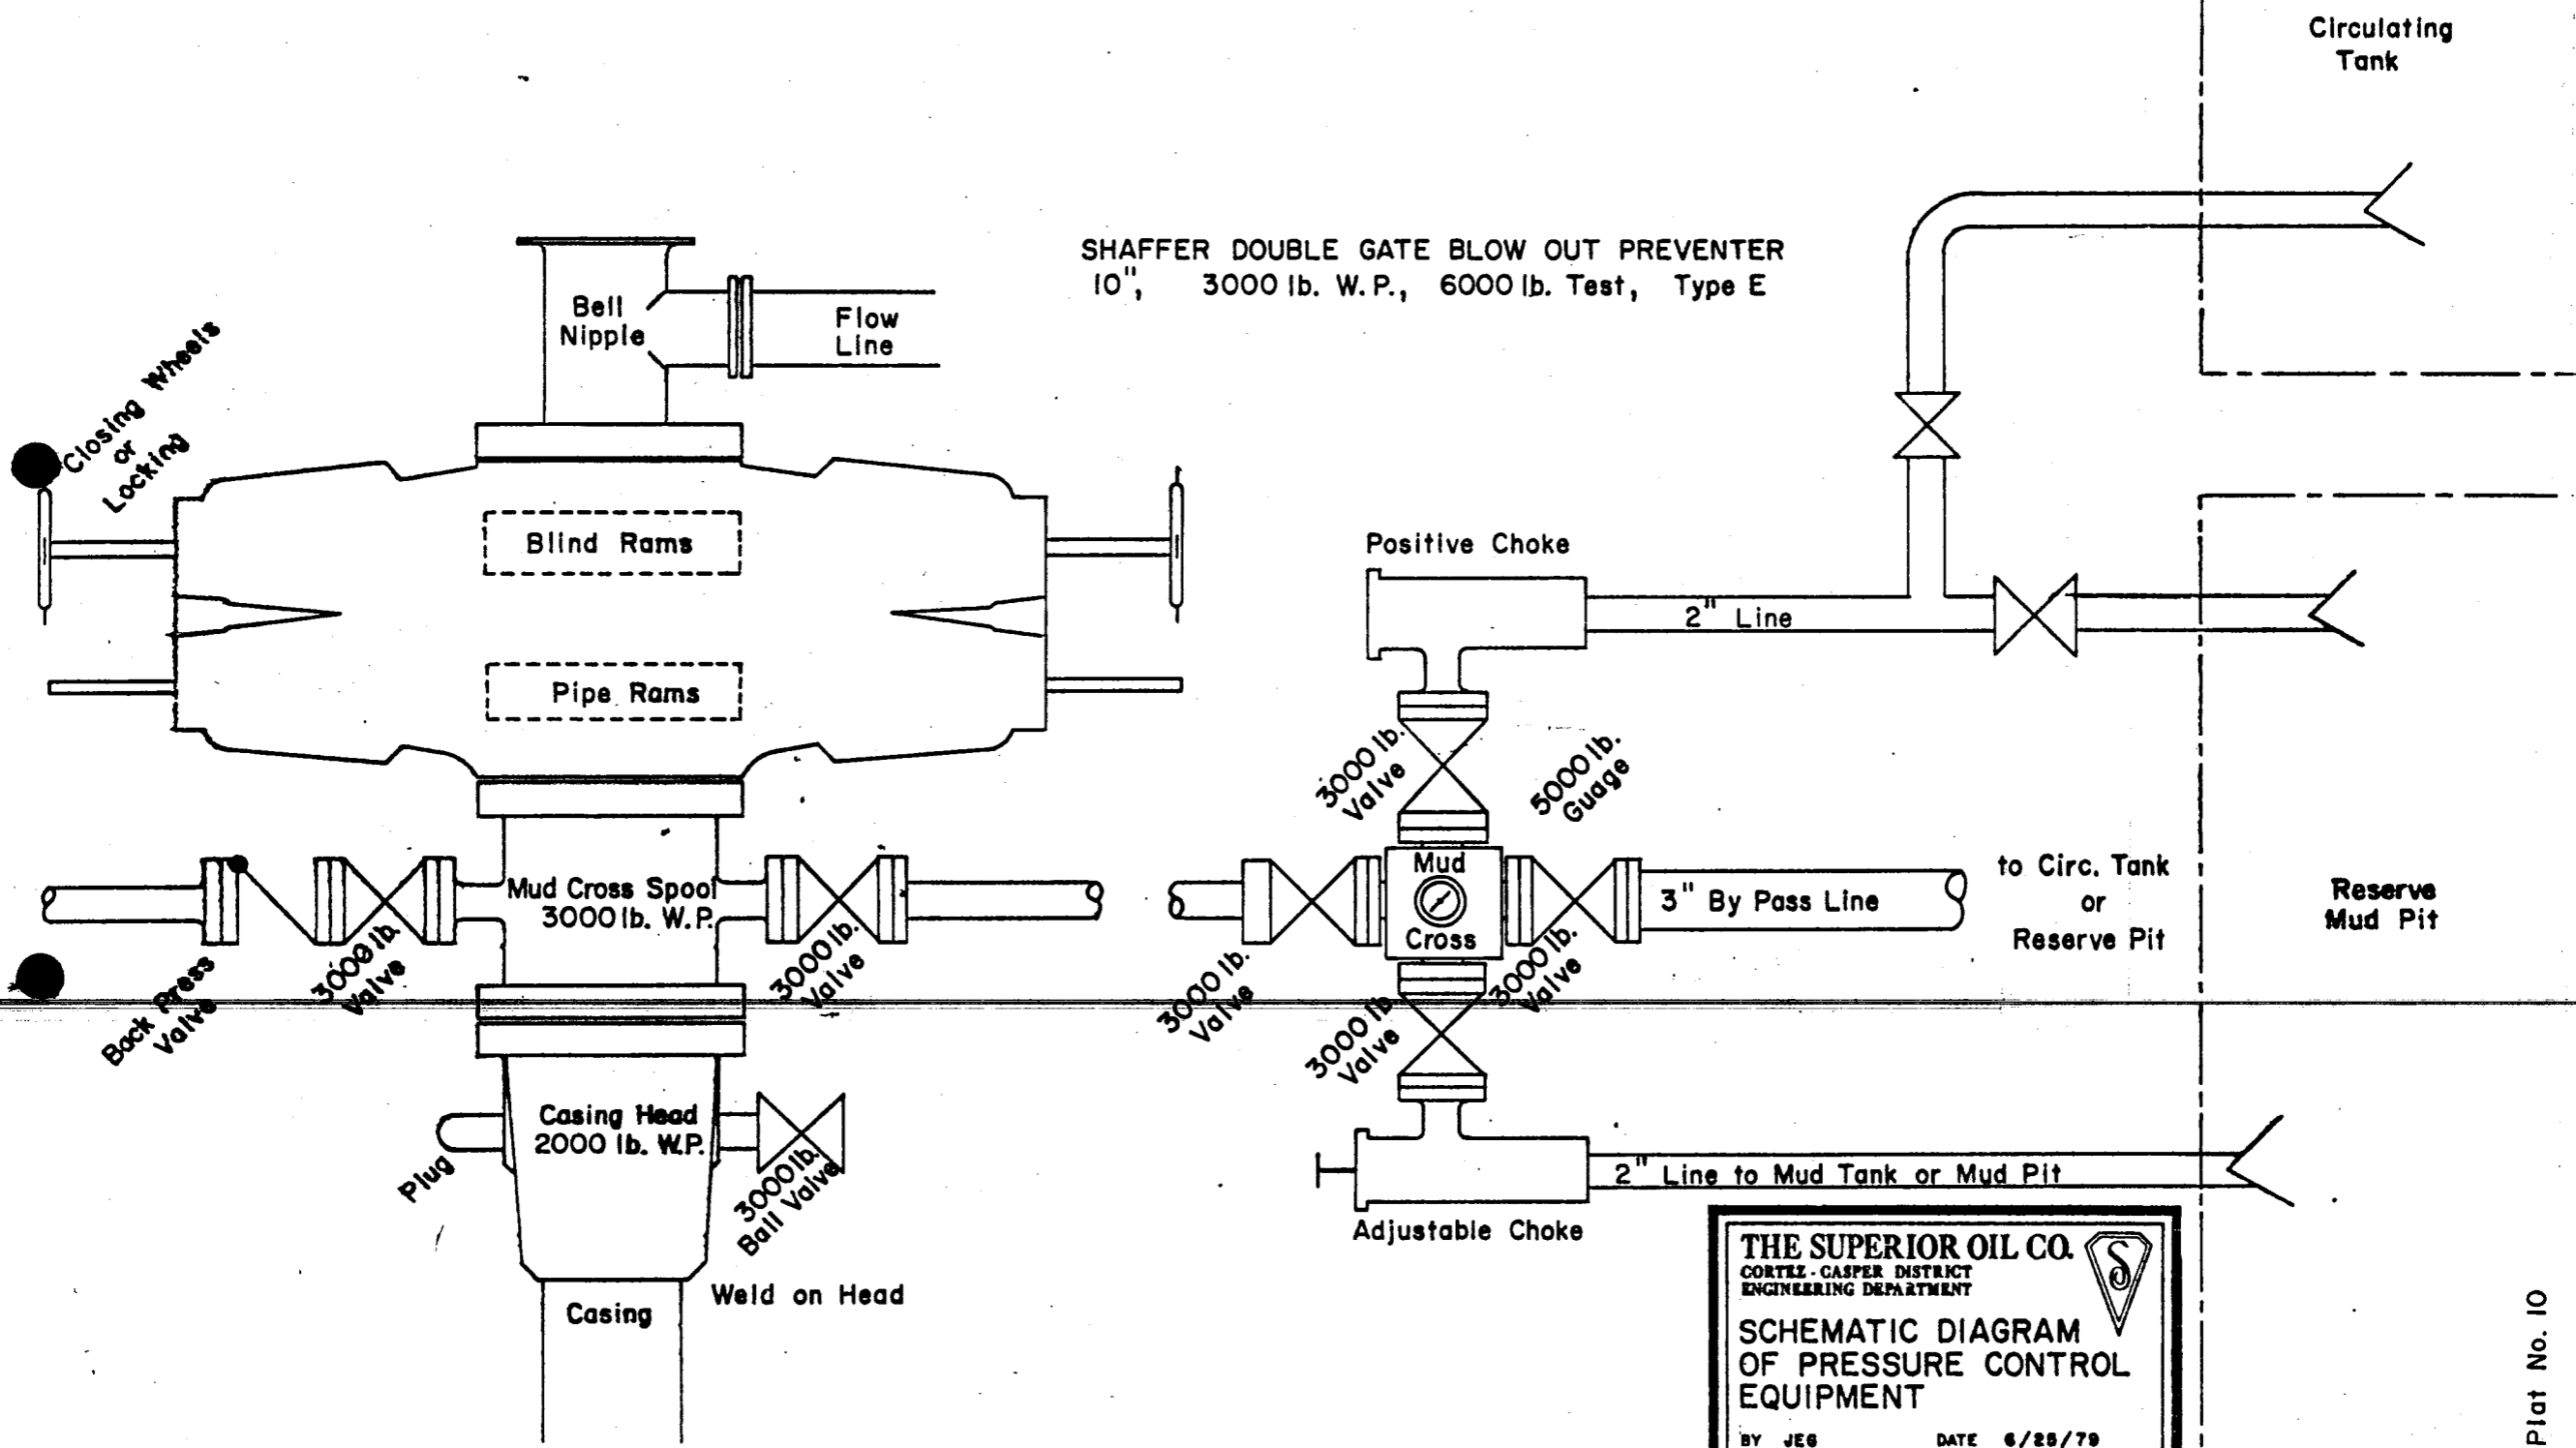 Circulating
Tank
SHAFFER DOUBLE GATE BLOW OUT PREVENTER
10", 3000 lb. W.P., 6000 lb. Test, Type E
Bell
Nipple
Flow
Line
Closing Wheels
or
Locking
Blind Rams
Pipe Rams
Positive Choke
2" Line
3000 lb.
Valve
5000 lb.
Guage
Mud Cross Spool
3000 lb. W.P.
Back Press
Valve
3000 lb.
Valve
3000 lb.
Valve
3000 lb.
Valve
Mud
Cross
3" By Pass Line
3000 lb.
Valve
3000 lb.
Valve
to Circ. Tank
or
Reserve Pit
Reserve
Mud Pit
Casing Head
2000 lb. W.P.
Plug
3000 lb.
Ball Valve
2" Line to Mud Tank or Mud Pit
Adjustable Choke
Weld on Head
Casing
THE SUPERIOR OIL CO.
S
CORTEZ - CASPER DISTRICT
ENGINEERING DEPARTMENT
SCHEMATIC DIAGRAM
OF PRESSURE CONTROL
EQUIPMENT
BY JEG DATE 6/25/79
Plat No. 10